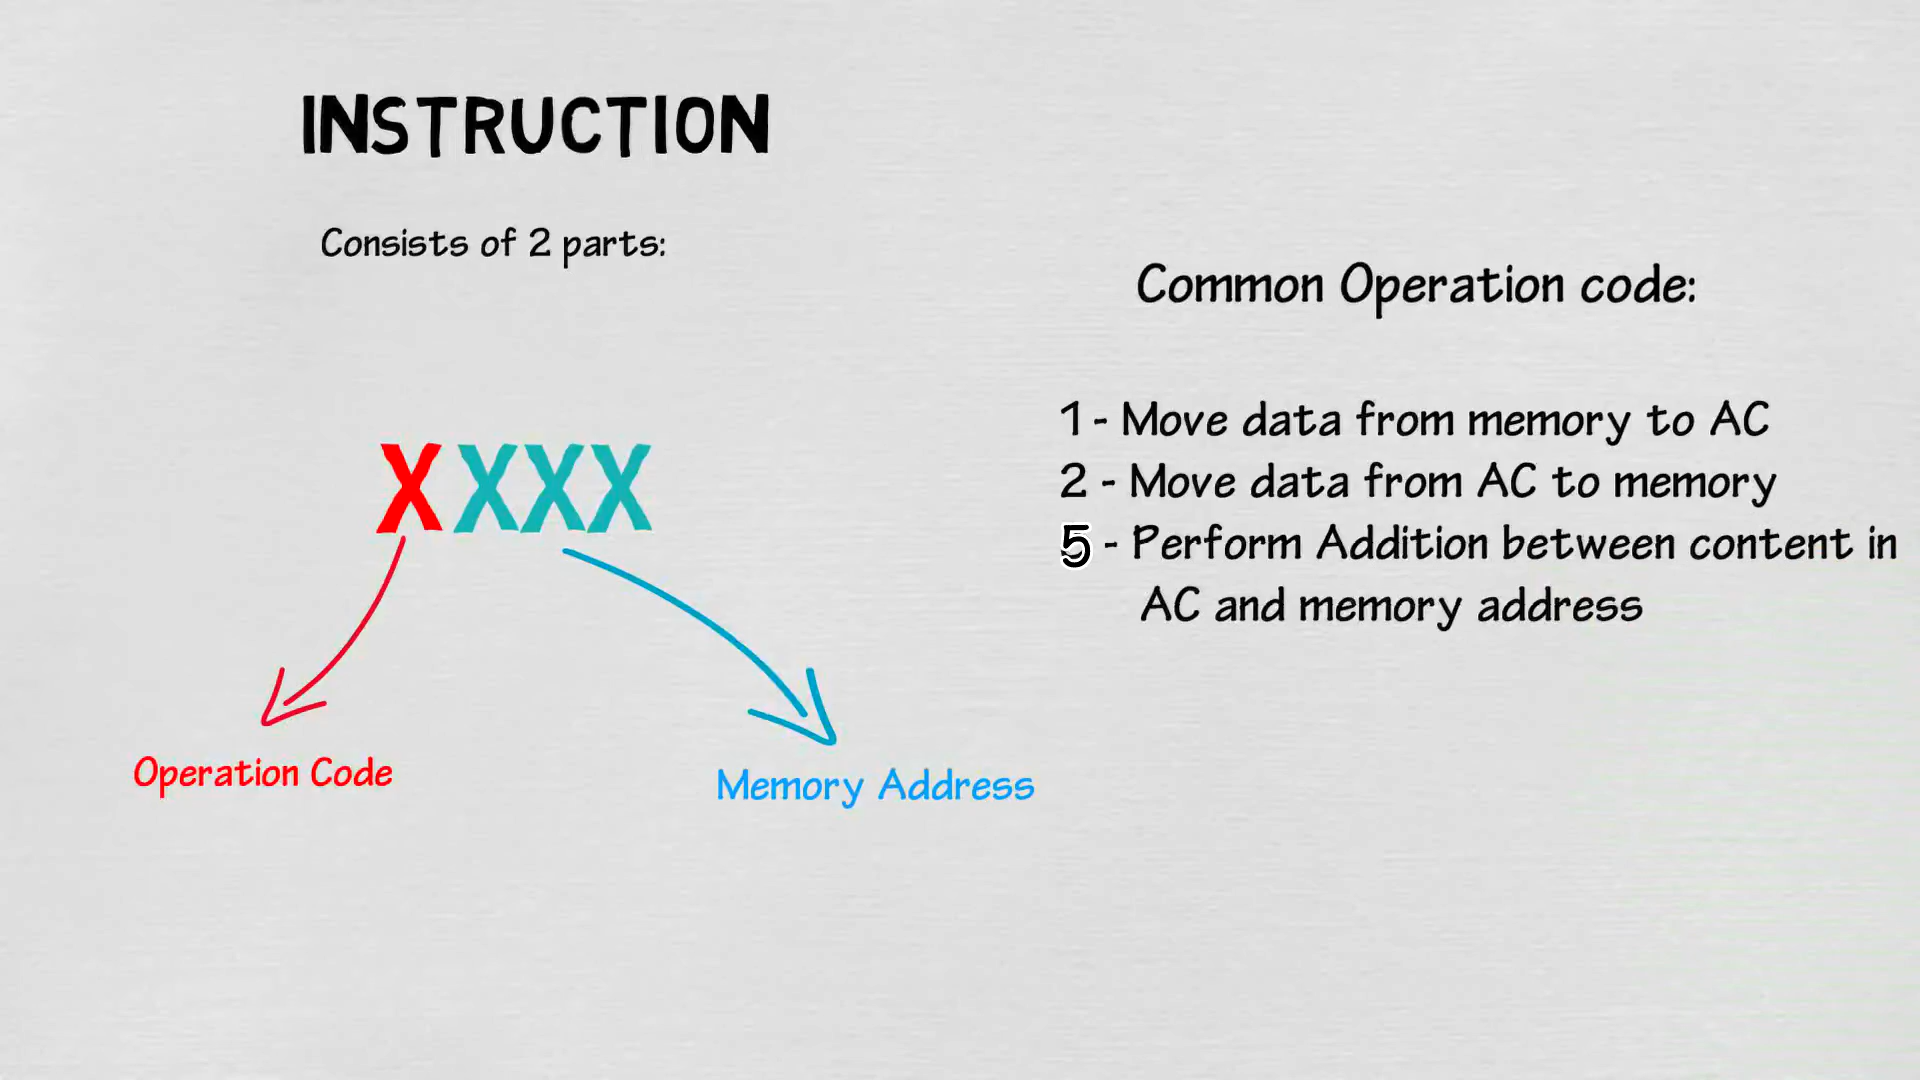 INSTRUCTION
Consists of 2 parts:
X XXX
Operation Code
Memory Address
Common Operation code:
1 - Move data from memory to AC
2 - Move data from AC to memory
5 - Perform Addition between content in
AC and memory address